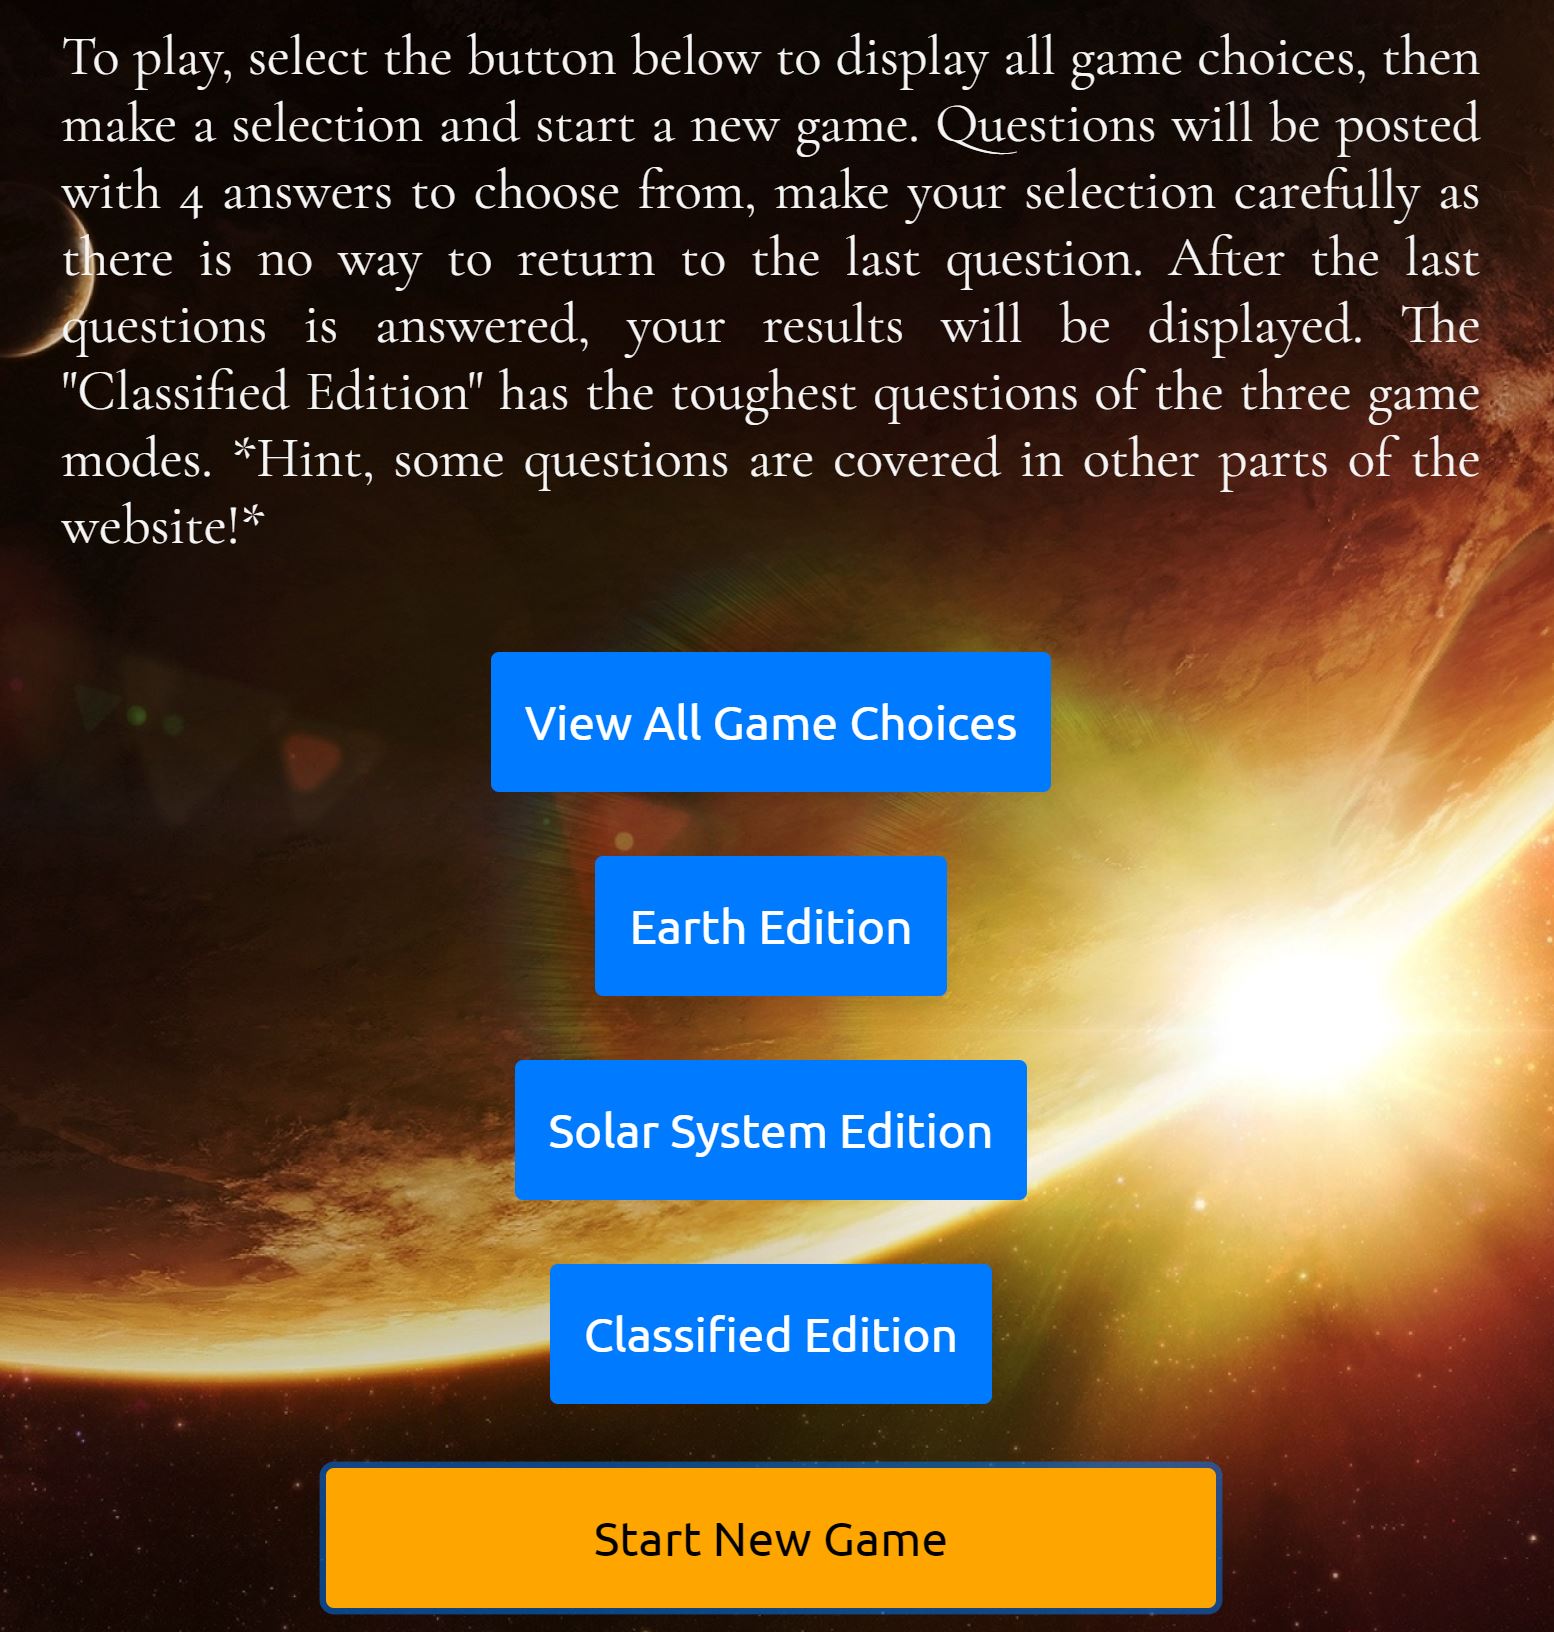 To play, select the button below to display all game choices, then
make a selection and start a new game. Questions will be posted
with 4 answers to choose from, make your selection carefully as
there is no way to return to the last question. After the last
questions is answered, your results will be displayed. The
"Classified Edition" has the toughest questions of the three game
modes. *Hint, some questions are covered in other parts of the
website!*
View All Game Choices
Earth Edition
Solar System Edition
Classified Edition
Start New Game